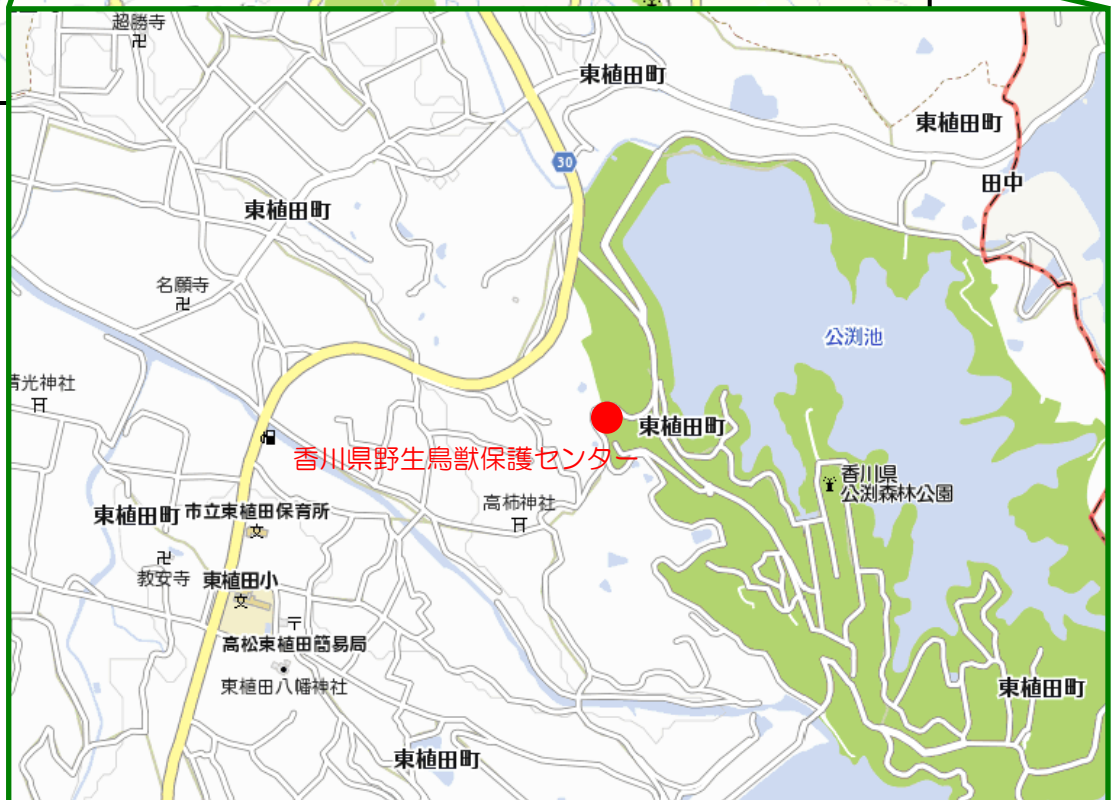 超勝寺
東植田町
東植田町
30
田中
東植田町
名願寺
公渕池
清光神社
東植田町
香川県野生鳥獣保護センター
香川県
公渕森林公園
高柿神社
東植田町
市立東植田保育所
教安寺
東植田小
高松東植田簡易局
東植田八幡神社
東植田町
東植田町